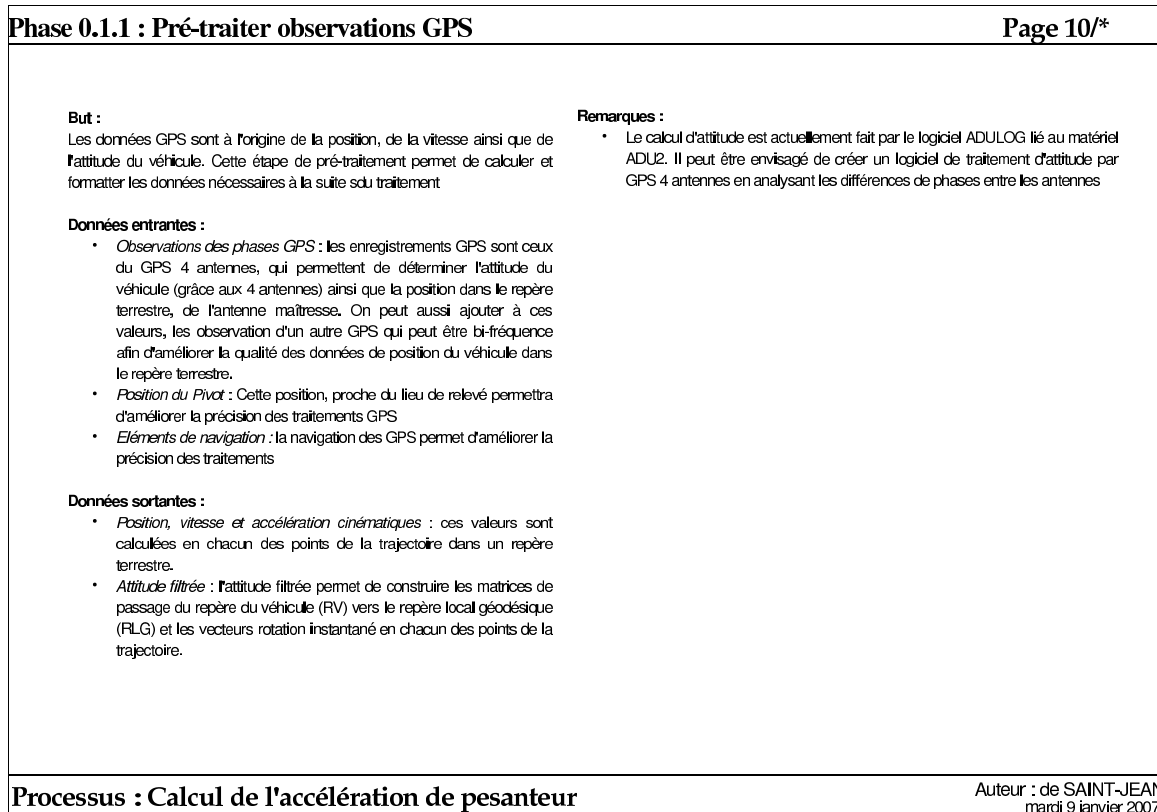 Phase 0.1.1 : Pré-traiter observations GPS
Page 10/*
But :
Les données GPS sont à l'origine de la position, de la vitesse ainsi que de
l'attitude du véhicule. Cette étape de pré-traitement permet de calculer et
formatter les données nécessaires à la suite sdu traitement
Données entrantes :
• Observations des phases GPS : les enregistrements GPS sont ceux
du GPS 4 antennes, qui permettent de déterminer l'attitude du
véhicule (grâce aux 4 antennes) ainsi que la position dans le repère
terrestre, de l'antenne maîtresse. On peut aussi ajouter à ces
valeurs, les observation d'un autre GPS qui peut être bi-fréquence
afin d'améliorer la qualité des données de position du véhicule dans
le repère terrestre.
• Position du Pivot : Cette position, proche du lieu de relevé permettra
d'améliorer la précision des traitements GPS
• Eléments de navigation : la navigation des GPS permet d'améliorer la
précision des traitements
Données sortantes :
• Position, vitesse et accélération cinématiques : ces valeurs sont
calculées en chacun des points de la trajectoire dans un repère
terrestre.
• Attitude filtrée : l'attitude filtrée permet de construire les matrices de
passage du repère du véhicule (RV) vers le repère local géodésique
(RLG) et les vecteurs rotation instantané en chacun des points de la
trajectoire.
Remarques :
• Le calcul d'attitude est actuellement fait par le logiciel ADULOG lié au matériel
ADU2. Il peut être envisagé de créer un logiciel de traitement d'attitude par
GPS 4 antennes en analysant les différences de phases entre les antennes
Processus : Calcul de l'accélération de pesanteur
Auteur : de SAINT-JEAN
mardi 9 janvier 2007